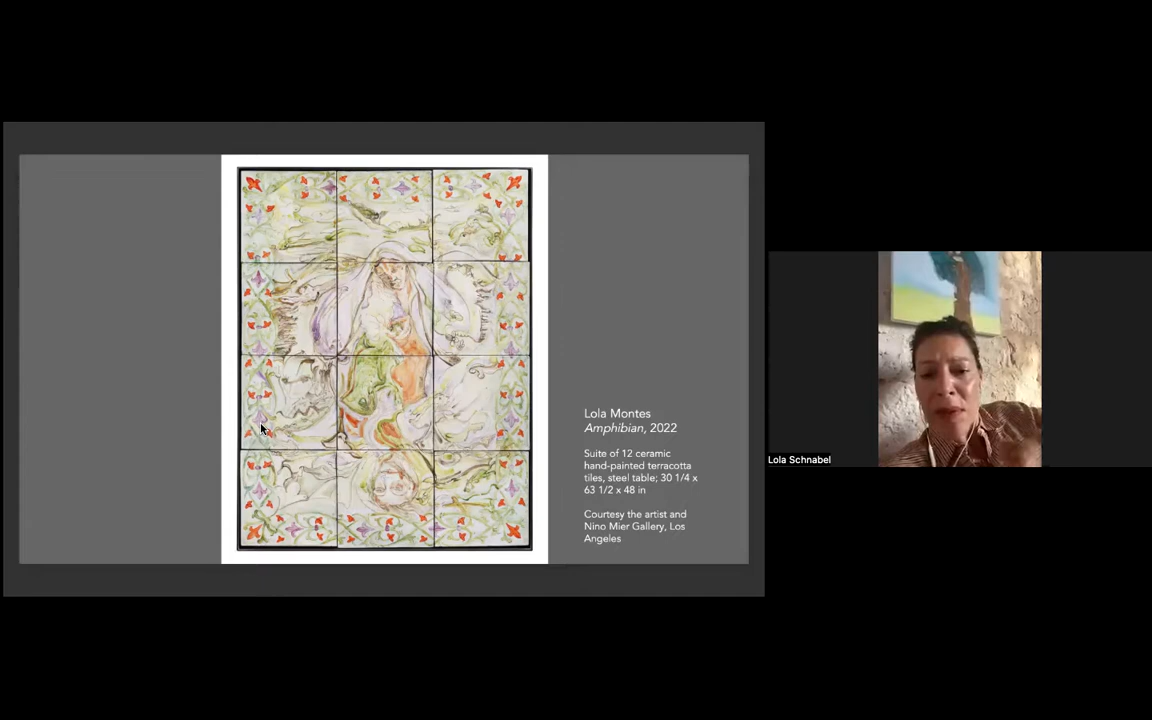 Lola Montes
Amphibian, 2022
Suite of 12 ceramic
hand-painted terracotta
tiles, steel table; 30 1/4 x
63 1/2 x 48 in
Courtesy the artist and
Nino Mier Gallery, Los
Angeles
Lola Schnabel